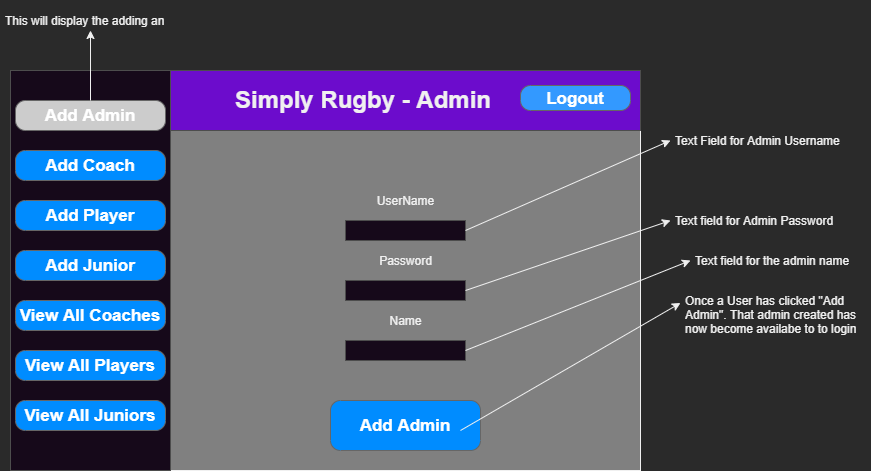 This will display the adding an
Simply Rugby - Admin
Logout
Add Admin
Add Coach
Add Player
Add Junior
View All Coaches
View All Players
View All Juniors
UserName
Password
Name
Add Admin
Text Field for Admin Username
Text field for Admin Password
Text field for the admin name
Once a User has clicked "Add
Admin". That admin created has
now become availabe to to login